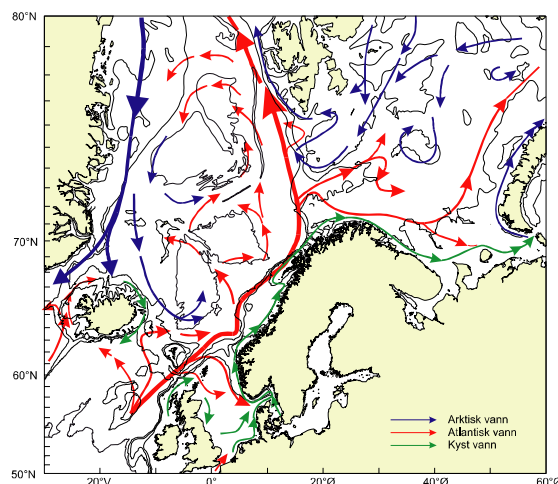 80°N
70°N
60°N
50°N
20°V
0°
20°Ø
40°Ø
60°
Arktisk vann
Atlantisk vann
Kyst vann